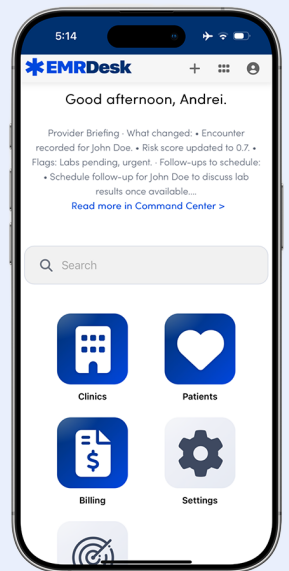 5:14
EMRDesk
Good afternoon, Andrei.
Provider Briefing · What changed: • Encounter
recorded for John Doe. • Risk score updated to 0.7. •
Flags: Labs pending, urgent. · Follow-ups to schedule:
• Schedule follow-up for John Doe to discuss lab
results once available....
Read more in Command Center >
Search
Clinics
Patients
Billing
Settings